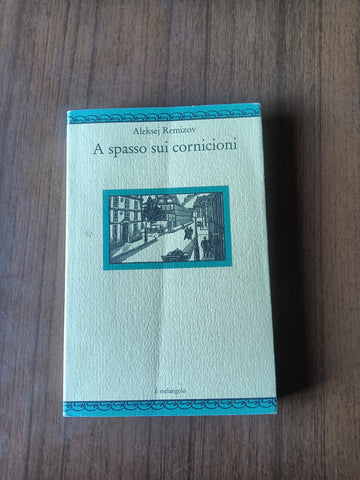 Aleksej Remizov
A spasso sui cornicioni
il melangolo